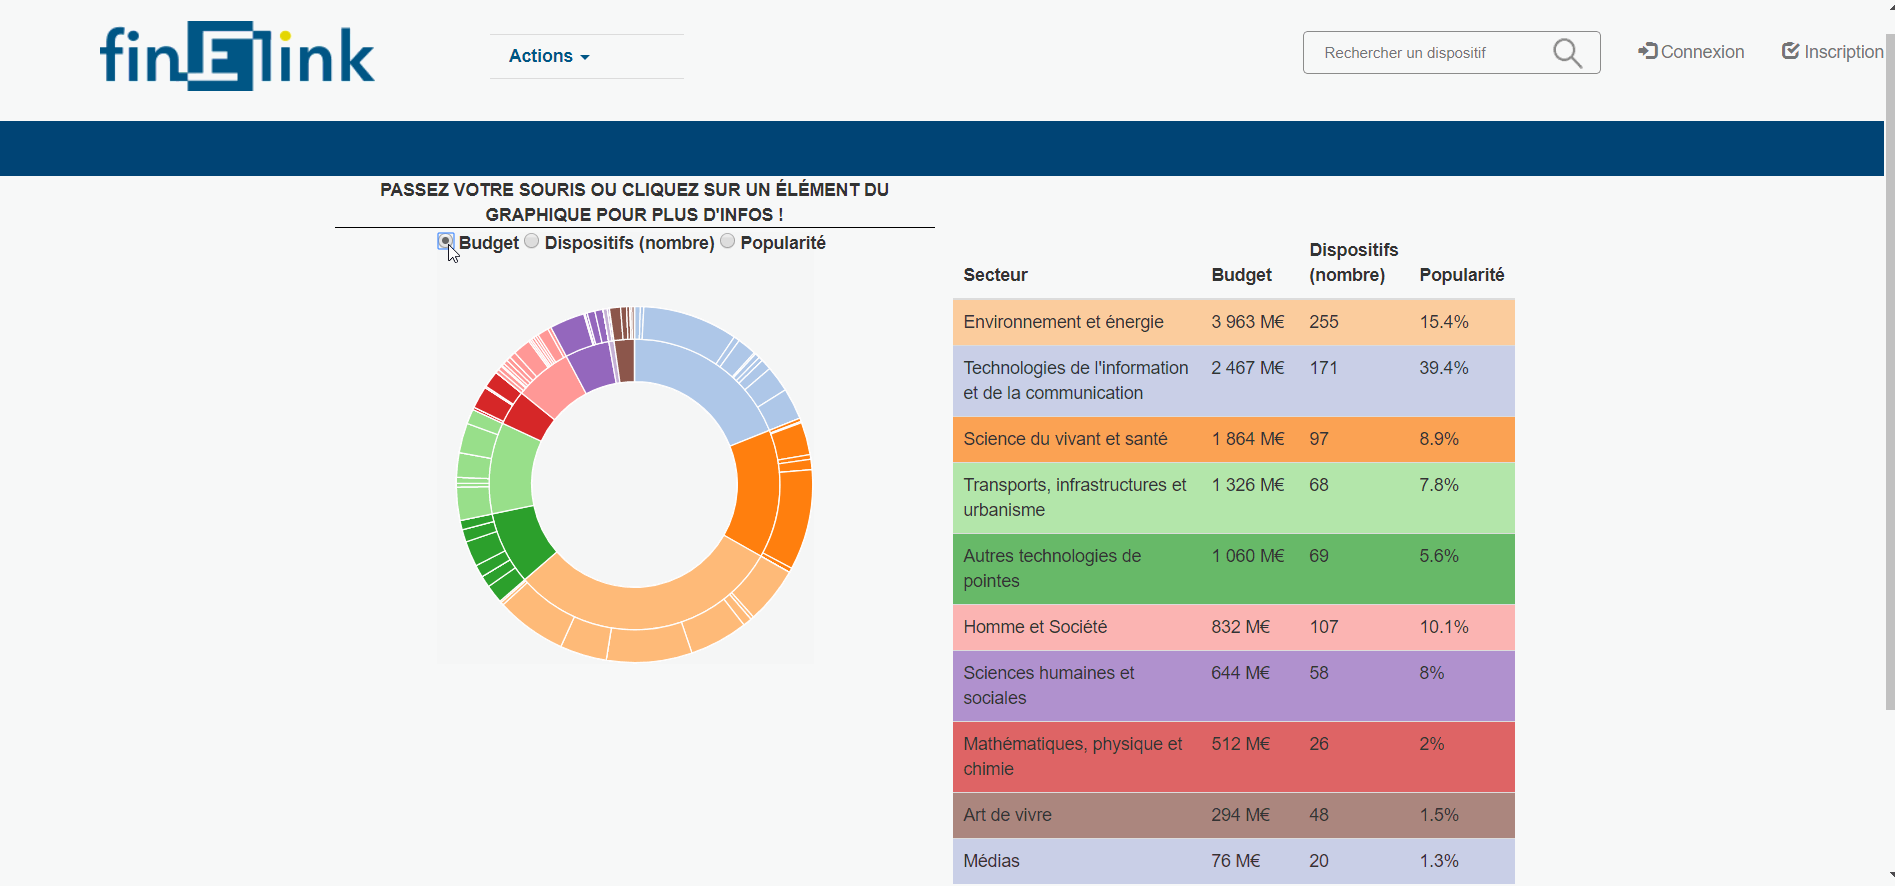 finElink
Actions
Rechercher un dispositif
Connexion
Inscription
PASSEZ VOTRE SOURIS OU CLIQUEZ SUR UN ÉLÉMENT DU
GRAPHIQUE POUR PLUS D'INFOS !
Budget Dispositifs (nombre) Popularité
Secteur Budget Dispositifs (nombre) Popularité
Environnement et énergie 3 963 M€ 255 15.4%
Technologies de l'information 2 467 M€ 171 39.4%
et de la communication
Science du vivant et santé 1 864 M€ 97 8.9%
Transports, infrastructures et 1 326 M€ 68 7.8%
urbanisme
Autres technologies de 1 060 M€ 69 5.6%
pointes
Homme et Société 832 M€ 107 10.1%
Sciences humaines et 644 M€ 58 8%
sociales
Mathématiques, physique et 512 M€ 26 2%
chimie
Art de vivre 294 M€ 48 1.5%
Médias 76 M€ 20 1.3%